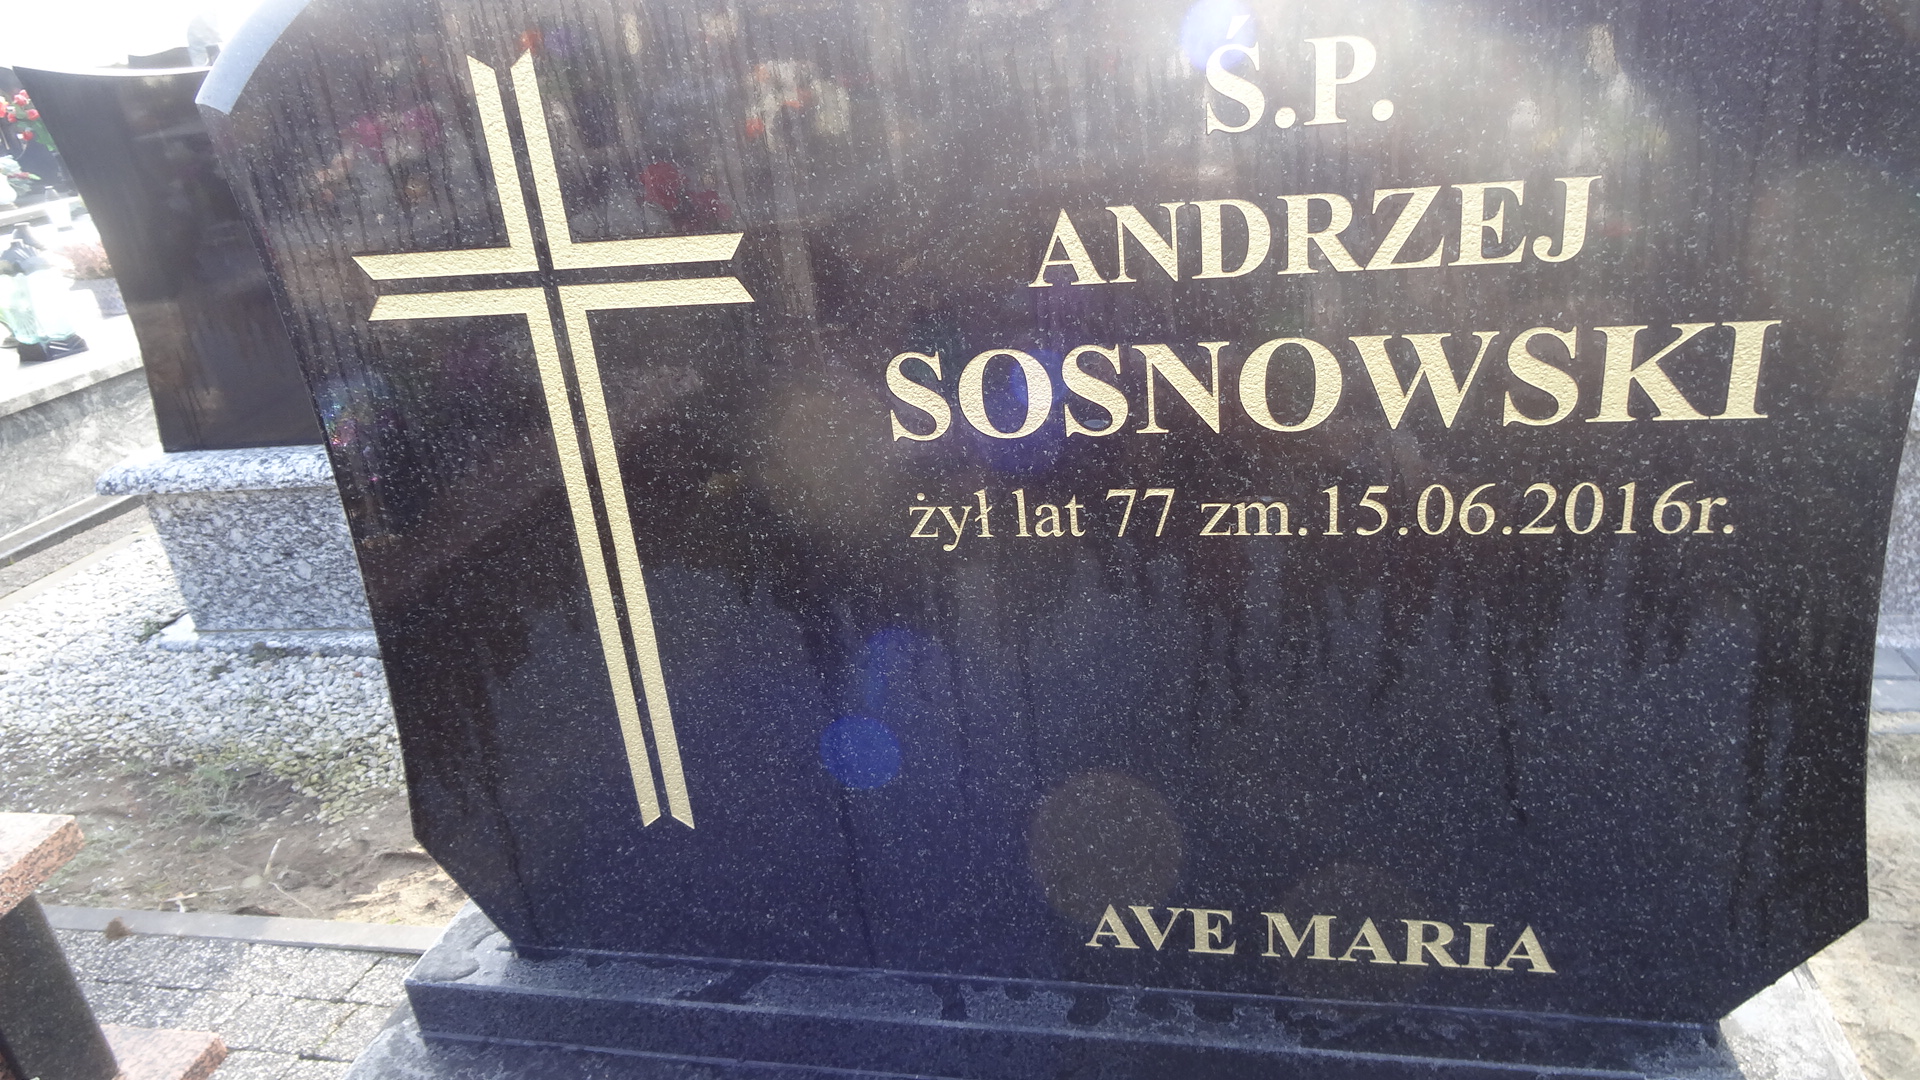 Ś.P.
ANDRZEJ
SOSNOWSKI
żył lat 77 zm.15.06.2016r.
AVE MARIA